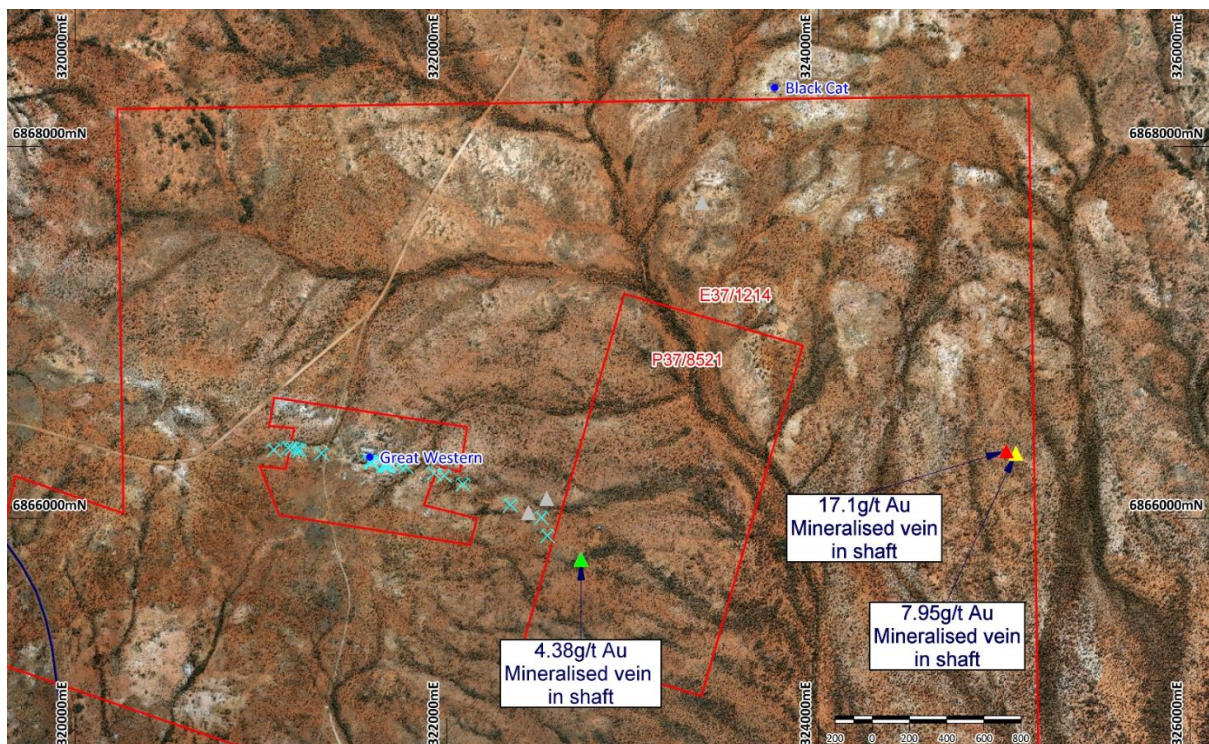 320000mE
322000mE
324000mE
326000mE
Black Cat
6868000mN
6868000mN
E37/1214
P37/8521
Great Western
6866000mN
6866000mN
17.1g/t Au
Mineralised vein
in shaft
7.95g/t Au
Mineralised vein
in shaft
4.38g/t Au
Mineralised vein
in shaft
320000mE
322000mE
324000mE
326000mE
200 0 200 400 600 800